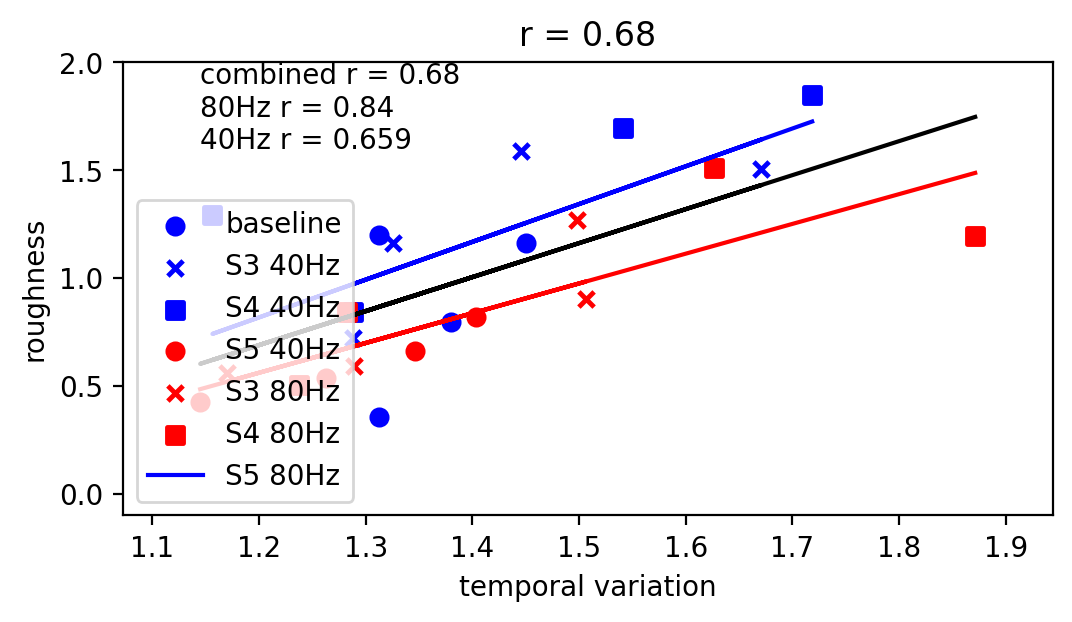 r = 0.68
combined r = 0.68
80Hz r = 0.84
40Hz r = 0.659
2.0
1.5
1.0
0.5
0.0
roughness
baseline
S3 40Hz
S4 40Hz
S5 40Hz
S3 80Hz
S4 80Hz
S5 80Hz
1.1 1.2 1.3 1.4 1.5 1.6 1.7 1.8 1.9
temporal variation